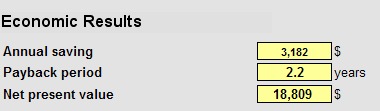 Economic Results
Annual saving 3,182 $
Payback period 2.2 years
Net present value 18,809 $